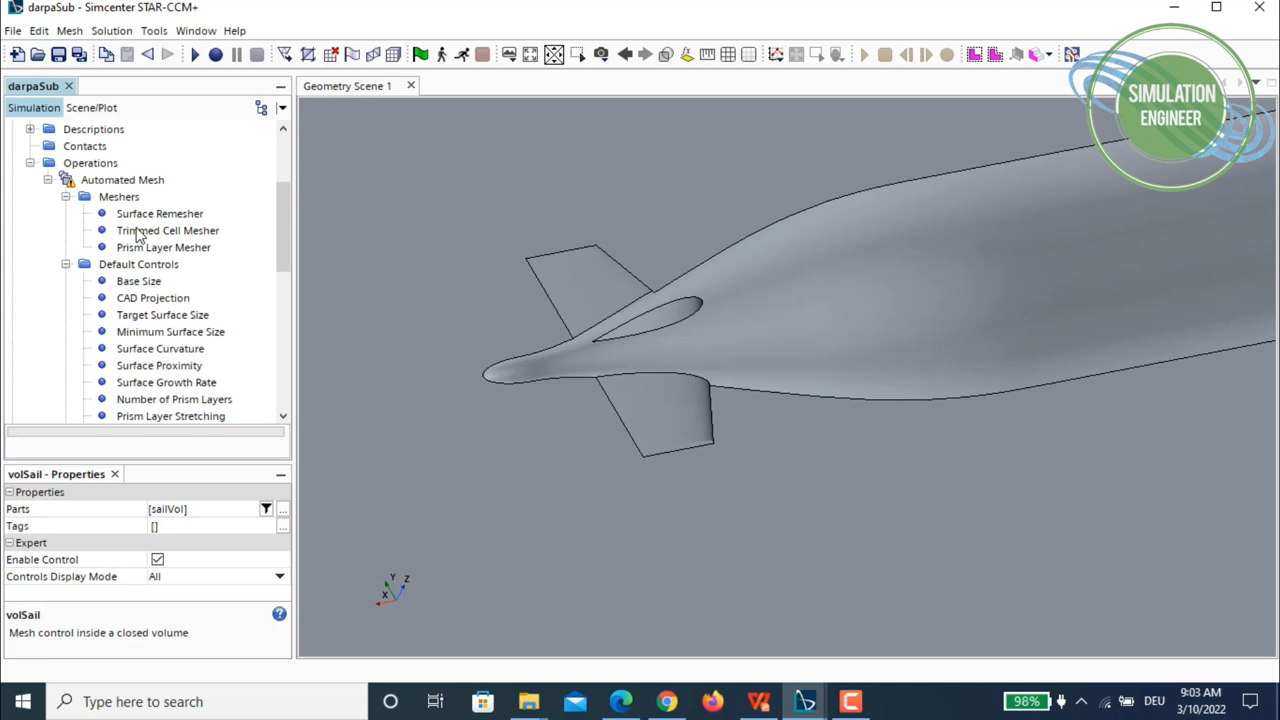 darpaSub - Simcenter STAR-CCM+
File Edit Mesh Solution Tools Window Help
darpaSub
Geometry Scene 1
Simulation Scene/Plot
SIMULATION
ENGINEER
Descriptions
Contacts
Operations
Automated Mesh
Meshers
Surface Remesher
Trimmed Cell Mesher
Prism Layer Mesher
Default Controls
Base Size
CAD Projection
Target Surface Size
Minimum Surface Size
Surface Curvature
Surface Proximity
Surface Growth Rate
Number of Prism Layers
Prism Layer Stretching
volSail - Properties
Properties
Parts [sailVol]
Tags []
Expert
Enable Control
Controls Display Mode All
volSail
Mesh control inside a closed volume
Y Z
X
Type here to search
98% DEU 9:03 AM
3/10/2022